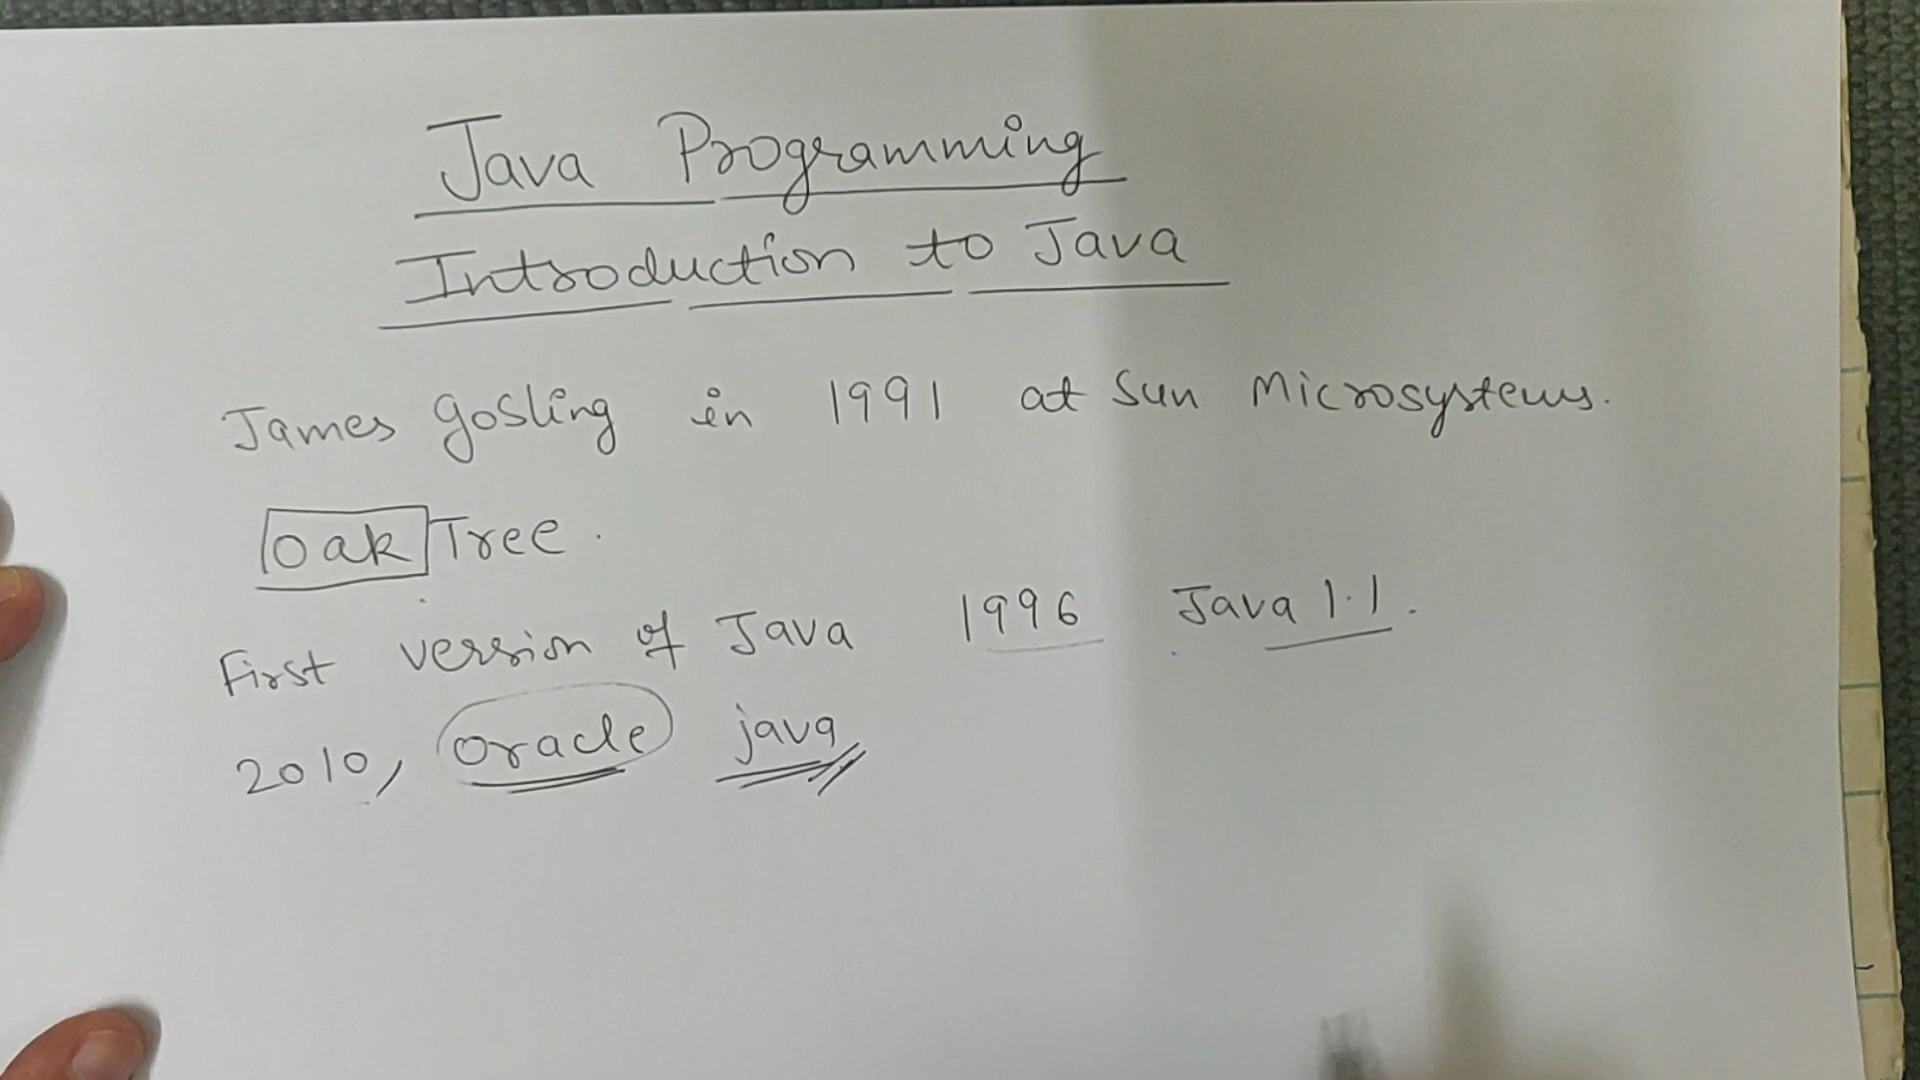 Java Programming
Introduction to Java
James Gosling in 1991 at Sun Microsystems.
Oak Tree.
First version of Java 1996 Java 1.1.
2010, Oracle java